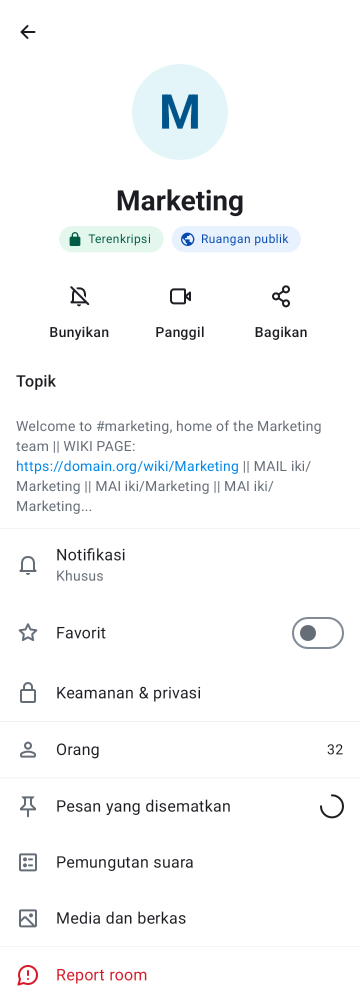 M
Marketing
Terenkripsi
Ruangan publik
Bunyikan
Panggil
Bagikan
Topik
Welcome to #marketing, home of the Marketing
team || WIKI PAGE:
https://domain.org/wiki/Marketing || MAIL iki/
Marketing || MAI iki/Marketing || MAI iki/
Marketing...
Notifikasi
Khusus
Favorit
Keamanan & privasi
Orang
32
Pesan yang disematkan
Pemungutan suara
Media dan berkas
Report room